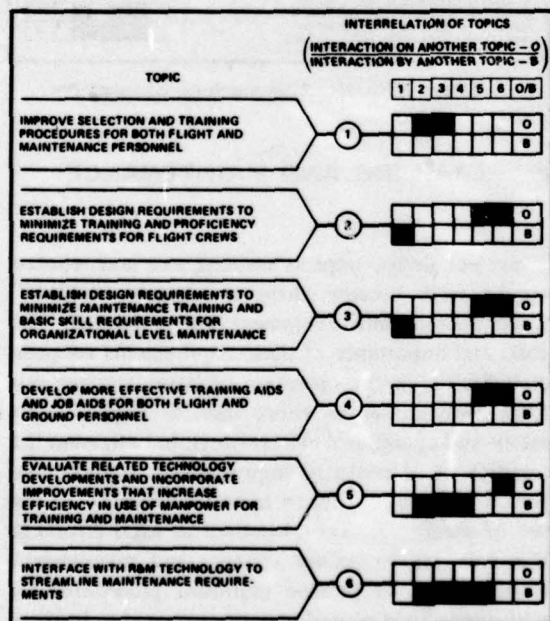 INTERRELATION OF TOPICS
INTERACTION ON ANOTHER TOPIC – O
INTERACTION BY ANOTHER TOPIC – B
TOPIC
1 2 3 4 5 6 O/B
IMPROVE SELECTION AND TRAINING
PROCEDURES FOR BOTH FLIGHT AND
MAINTENANCE PERSONNEL
1
O
B
ESTABLISH DESIGN REQUIREMENTS TO
MINIMIZE TRAINING AND PROFICIENCY
REQUIREMENTS FOR FLIGHT CREWS
2
O
B
ESTABLISH DESIGN REQUIREMENTS TO
MINIMIZE MAINTENANCE TRAINING AND
BASIC SKILL REQUIREMENTS FOR
ORGANIZATIONAL LEVEL MAINTENANCE
3
O
B
DEVELOP MORE EFFECTIVE TRAINING AIDS
AND JOB AIDS FOR BOTH FLIGHT AND
GROUND PERSONNEL
4
O
B
EVALUATE RELATED TECHNOLOGY
DEVELOPMENTS AND INCORPORATE
IMPROVEMENTS THAT INCREASE
EFFICIENCY IN USE OF MANPOWER FOR
TRAINING AND MAINTENANCE
5
O
B
INTERFACE WITH R&M TECHNOLOGY TO
STREAMLINE MAINTENANCE REQUIRE-
MENTS
6
O
B